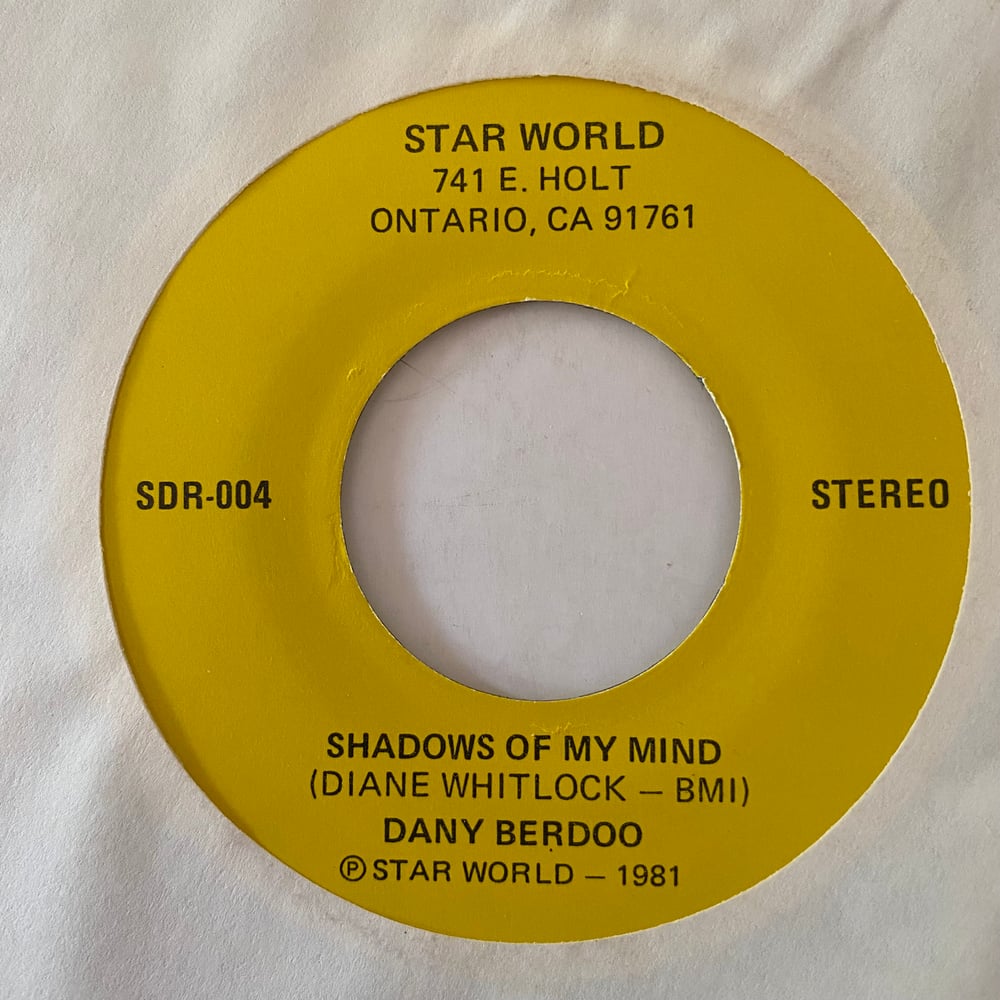 STAR WORLD
741 E. HOLT
ONTARIO, CA 91761
SDR-004
STEREO
SHADOWS OF MY MIND
(DIANE WHITLOCK — BMI)
DANY BERDOO
℗ STAR WORLD — 1981